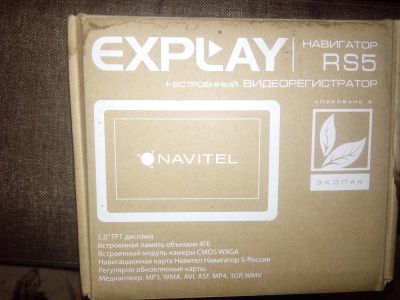 EXPLAY
НАВИГАТОР
RS5
+ВСТРОЕННЫЙ ВИДЕОРЕГИСТРАТОР
УПАКОВАНО В
ЭКОПАК
NAVITEL
5,0" TFT дисплей
Встроенная память объемом 4Гб
Встроенный модуль камеры CMOS WXGA
Навигационная карта Навител Навигатор 5-Россия
Регулярно обновляемые карты.
Медиаплеер: MP3, WMA, AVI, ASF, MP4, 3GP, WMV